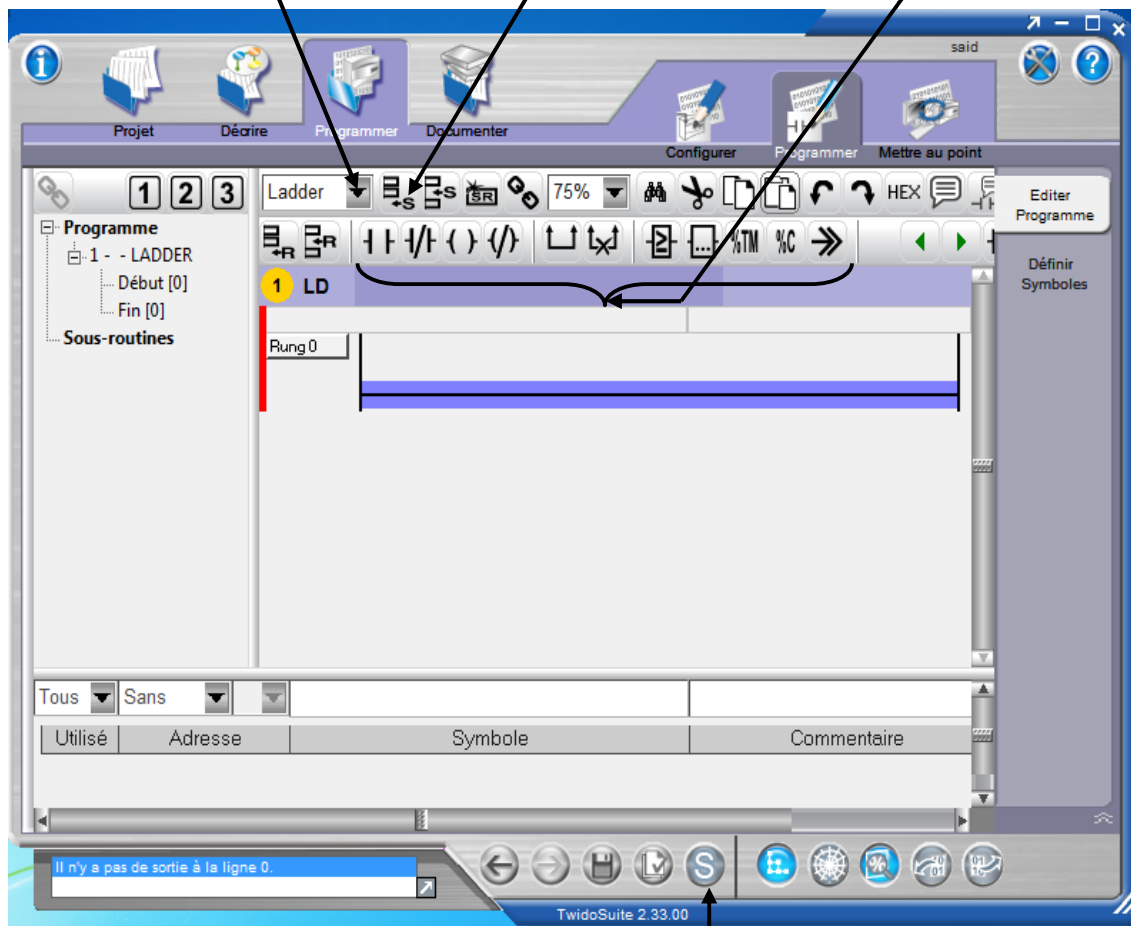 said
Projet Décrire Programmer Documenter
Configurer Programmer Mettre au point
1 2 3 Ladder S S SR 75% HEX
Editer Programme
Définir Symboles
Programme
1 - - LADDER
Début [0]
Fin [0]
Sous-routines
R R %TM %C
1 LD
Rung 0
Tous Sans
Utilisé Adresse Symbole Commentaire
Il n'y a pas de sortie à la ligne 0.
S
TwidoSuite 2.33.00